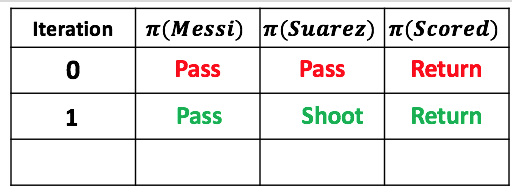 Iteration π(Messi) π(Suarez) π(Scored)
0 Pass Pass Return
1 Pass Shoot Return